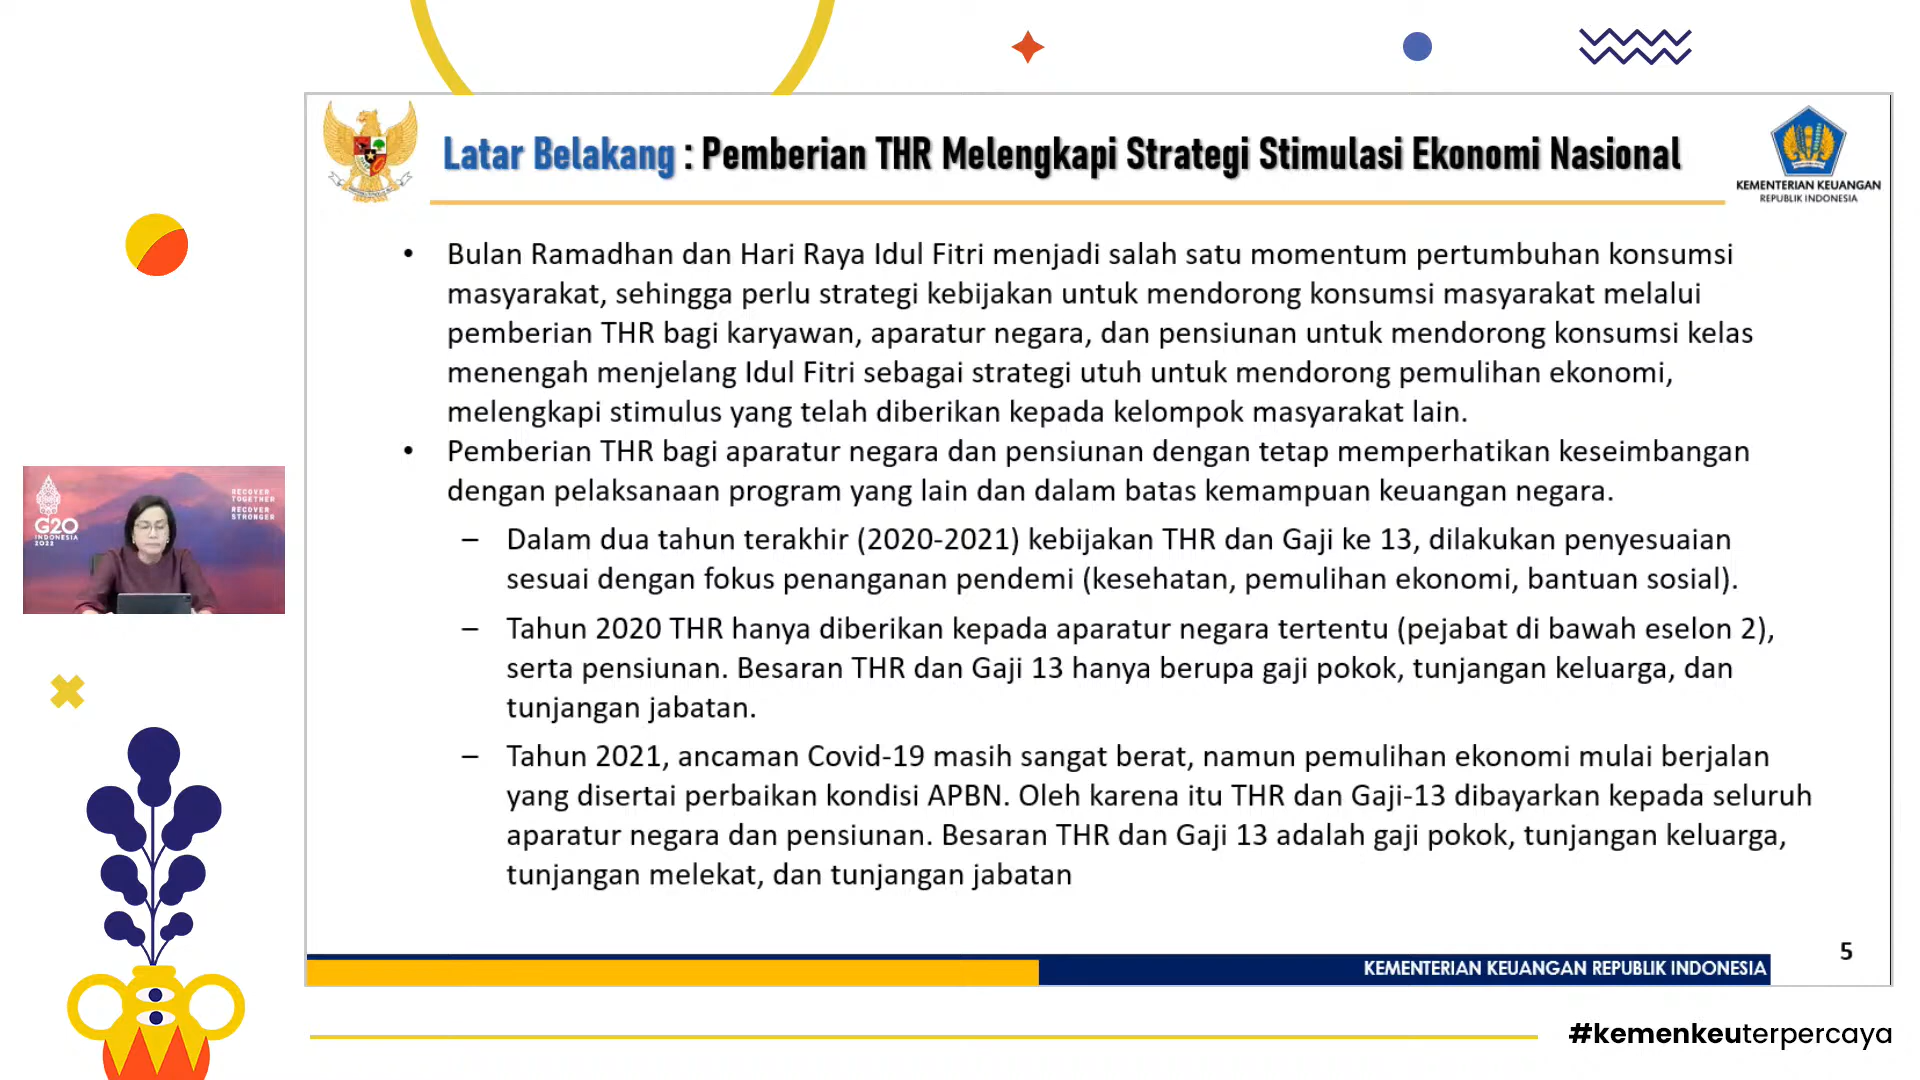 Latar Belakang : Pemberian THR Melengkapi Strategi Stimulasi Ekonomi Nasional
KEMENTERIAN KEUANGAN
REPUBLIK INDONESIA
• Bulan Ramadhan dan Hari Raya Idul Fitri menjadi salah satu momentum pertumbuhan konsumsi
masyarakat, sehingga perlu strategi kebijakan untuk mendorong konsumsi masyarakat melalui
pemberian THR bagi karyawan, aparatur negara, dan pensiunan untuk mendorong konsumsi kelas
menengah menjelang Idul Fitri sebagai strategi utuh untuk mendorong pemulihan ekonomi,
melengkapi stimulus yang telah diberikan kepada kelompok masyarakat lain.
• Pemberian THR bagi aparatur negara dan pensiunan dengan tetap memperhatikan keseimbangan
dengan pelaksanaan program yang lain dan dalam batas kemampuan keuangan negara.
– Dalam dua tahun terakhir (2020-2021) kebijakan THR dan Gaji ke 13, dilakukan penyesuaian
sesuai dengan fokus penanganan pendemi (kesehatan, pemulihan ekonomi, bantuan sosial).
– Tahun 2020 THR hanya diberikan kepada aparatur negara tertentu (pejabat di bawah eselon 2),
serta pensiunan. Besaran THR dan Gaji 13 hanya berupa gaji pokok, tunjangan keluarga, dan
tunjangan jabatan.
– Tahun 2021, ancaman Covid-19 masih sangat berat, namun pemulihan ekonomi mulai berjalan
yang disertai perbaikan kondisi APBN. Oleh karena itu THR dan Gaji-13 dibayarkan kepada seluruh
aparatur negara dan pensiunan. Besaran THR dan Gaji 13 adalah gaji pokok, tunjangan keluarga,
tunjangan melekat, dan tunjangan jabatan
G20
INDONESIA
2022
RECOVER
TOGETHER
RECOVER
STRONGER
5
KEMENTERIAN KEUANGAN REPUBLIK INDONESIA
#kemenkeuterpercaya